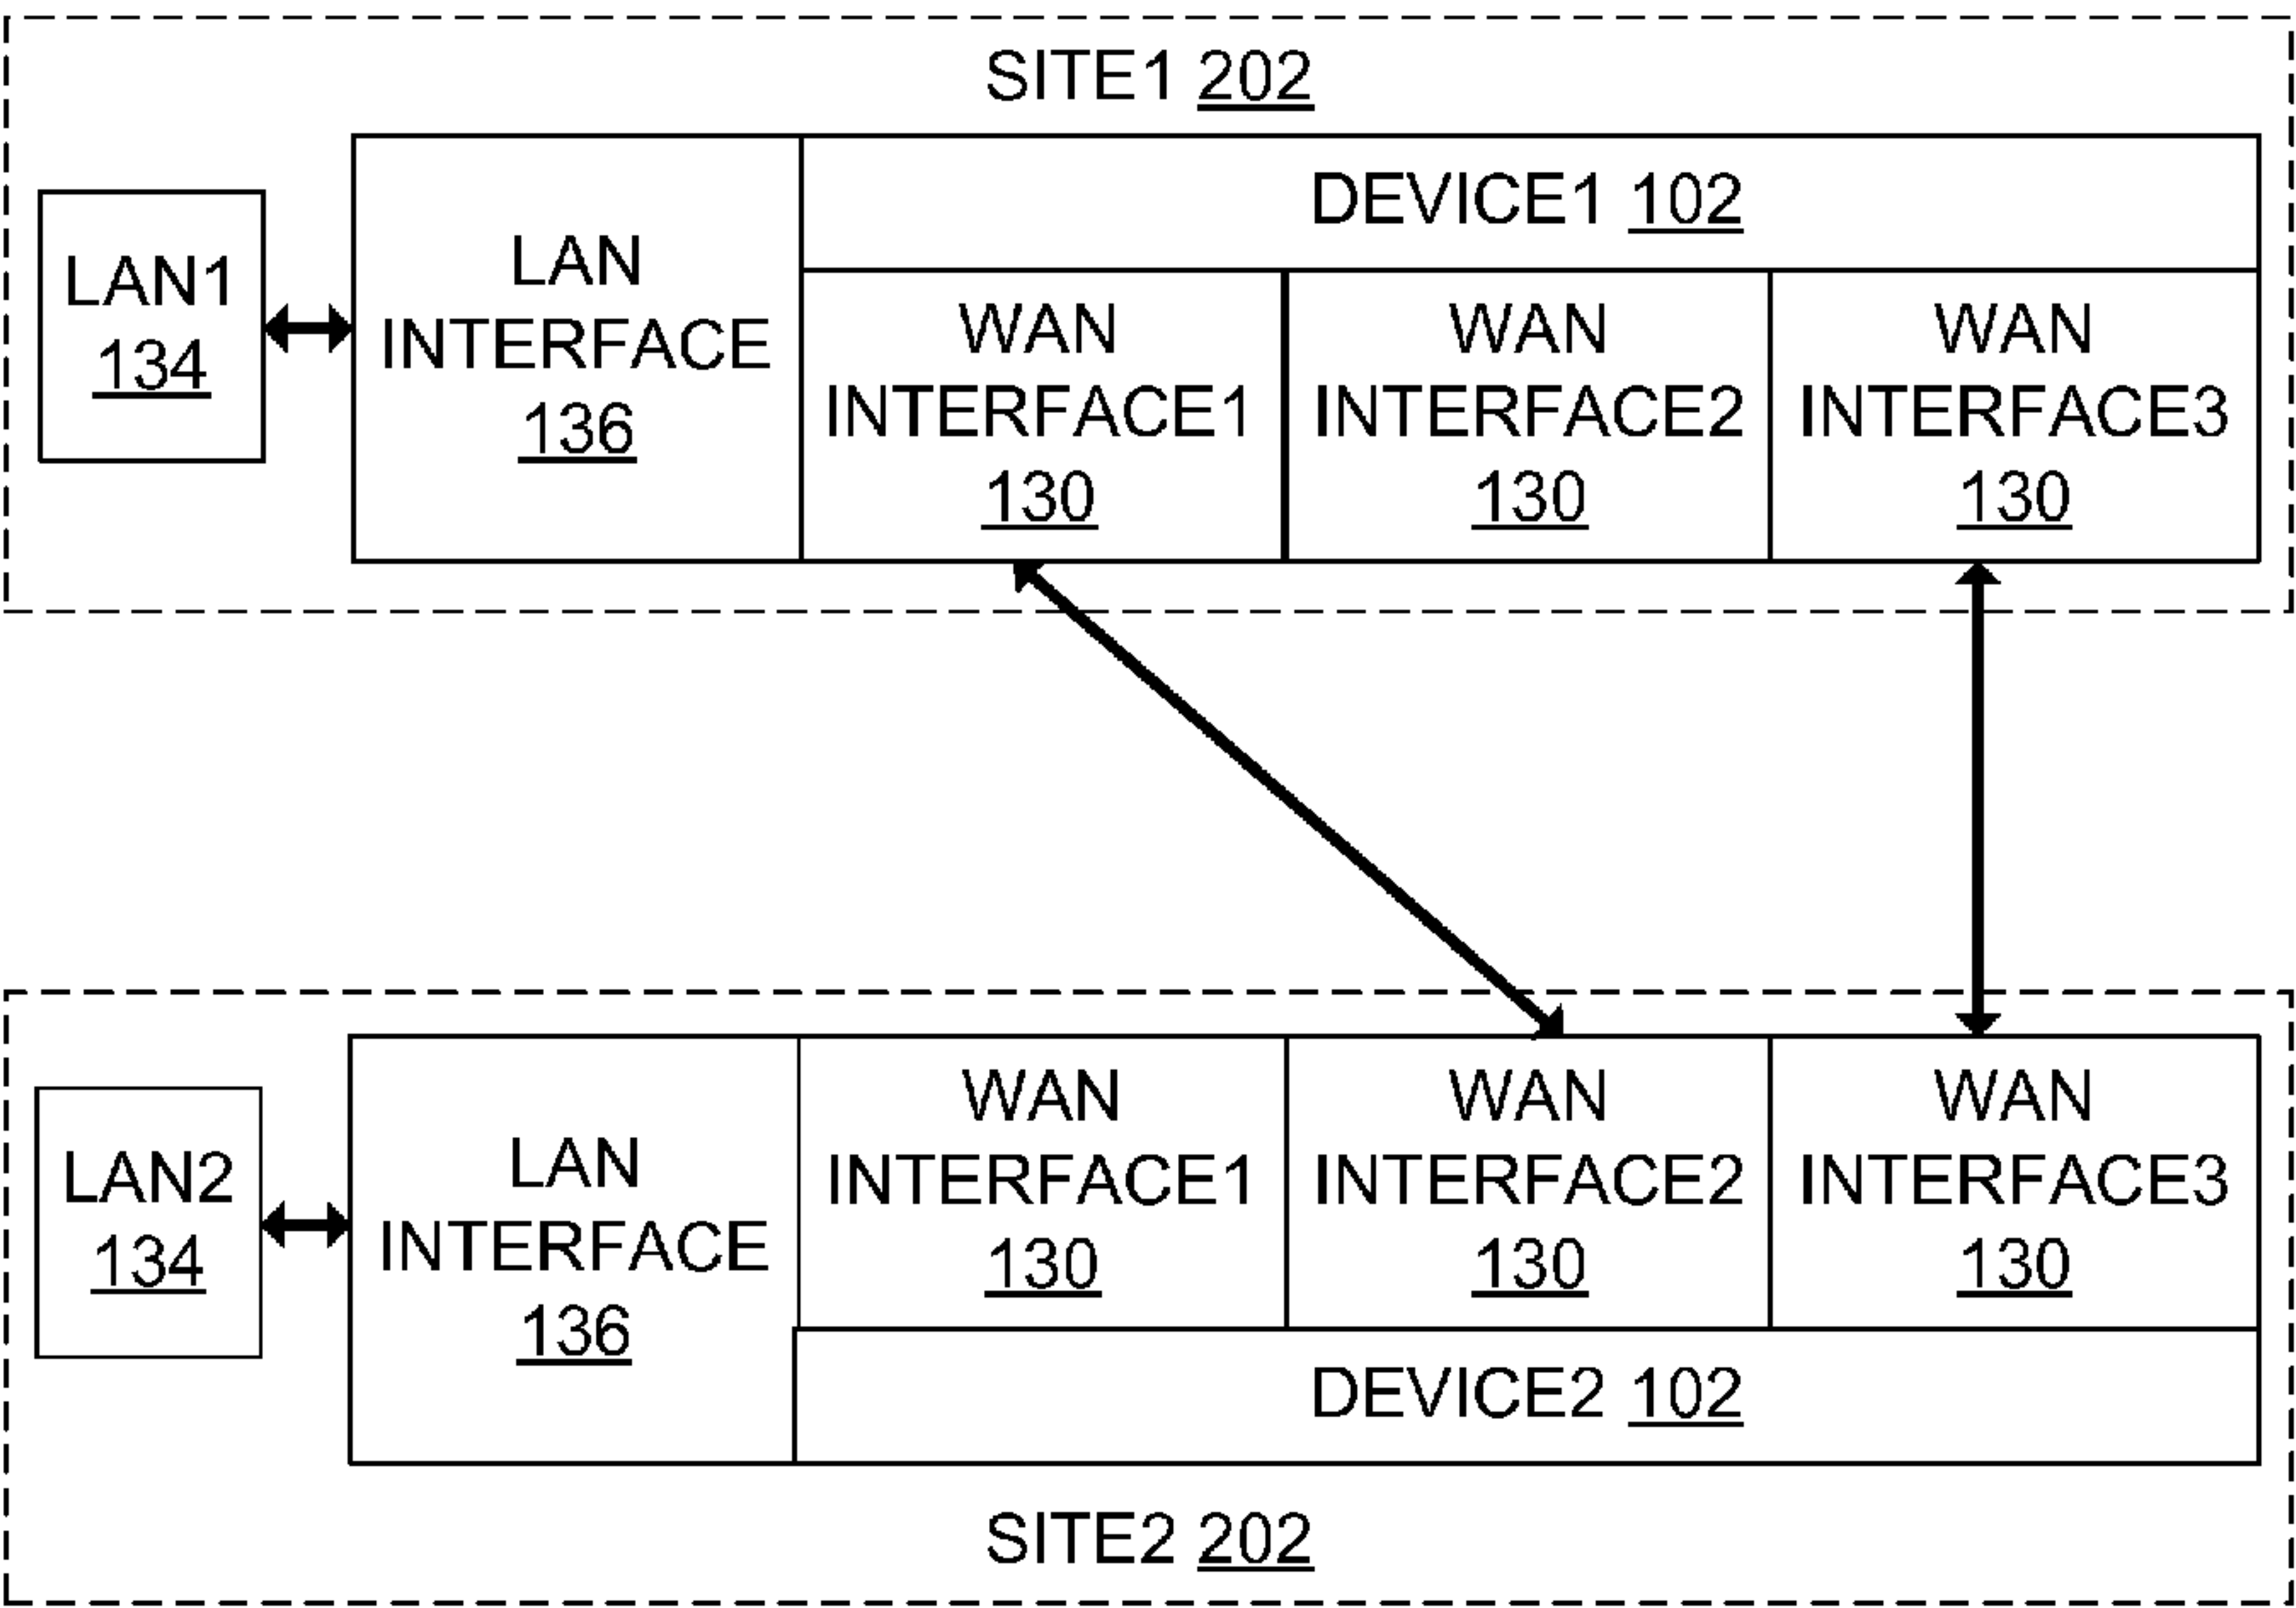 SITE1 202
DEVICE1 102
LAN1
134
LAN
INTERFACE
136
WAN
INTERFACE1
130
WAN
INTERFACE2
130
WAN
INTERFACE3
130
LAN2
134
LAN
INTERFACE
136
WAN
INTERFACE1
130
WAN
INTERFACE2
130
WAN
INTERFACE3
130
DEVICE2 102
SITE2 202